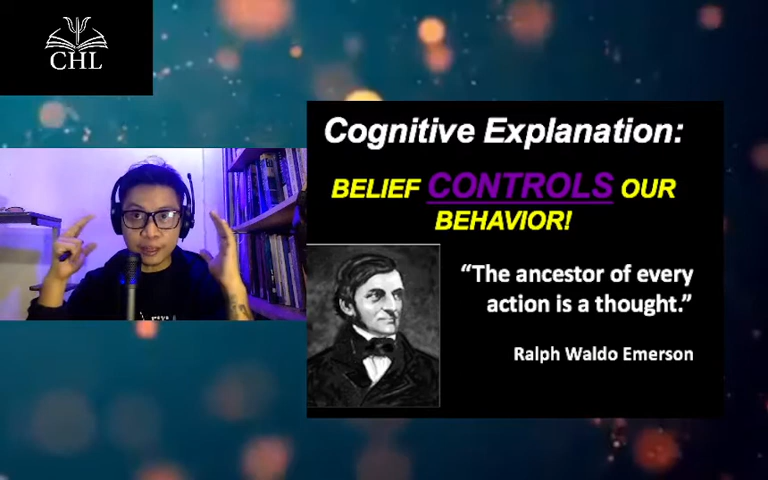 CHL
Cognitive Explanation:
BELIEF CONTROLS OUR
BEHAVIOR!
“The ancestor of every
action is a thought.”
Ralph Waldo Emerson